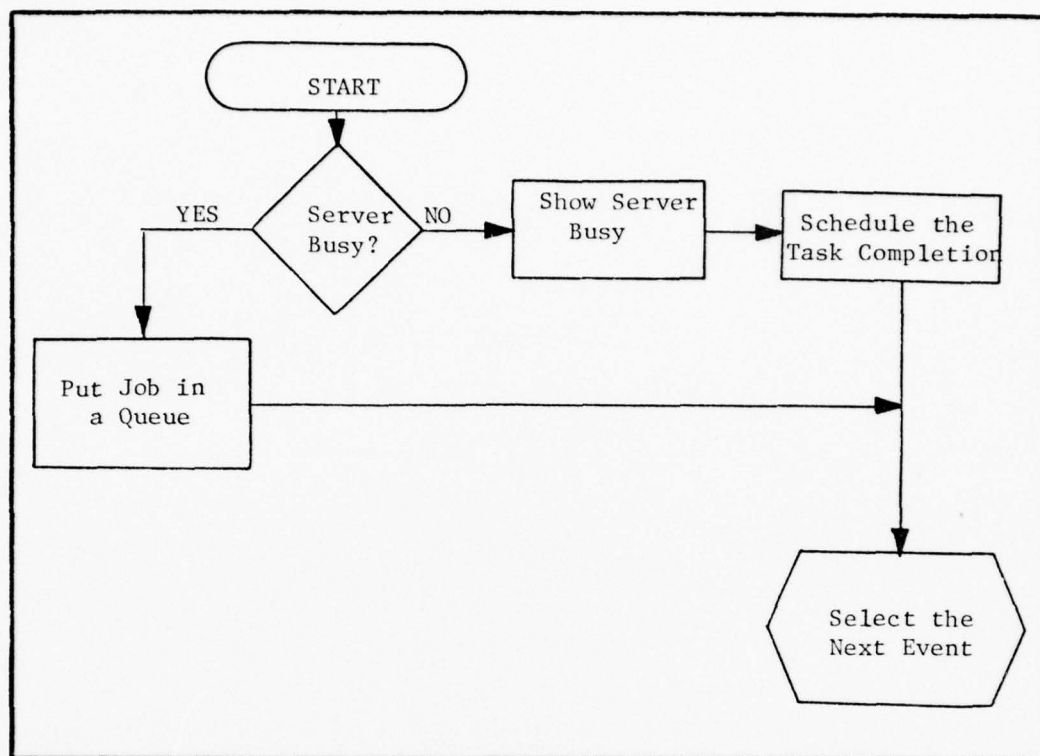 START
YES
Server
Busy?
NO
Show Server
Busy
Schedule the
Task Completion
Put Job in
a Queue
Select the
Next Event